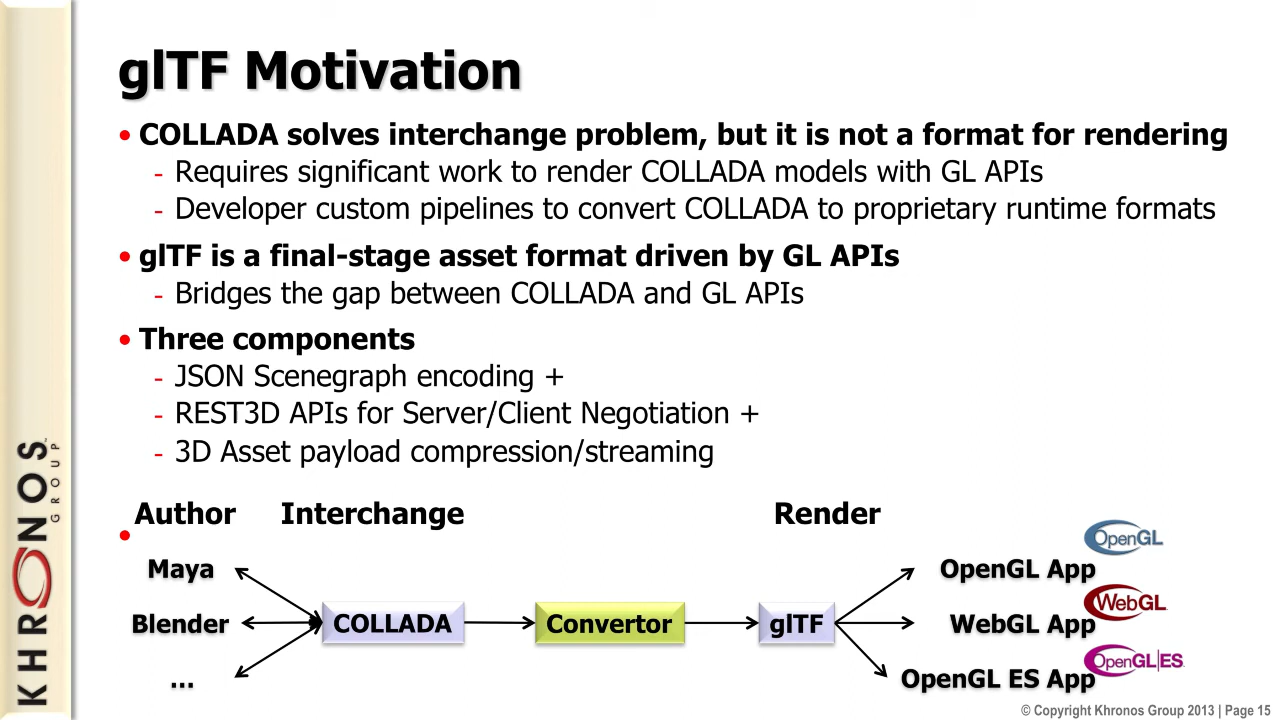 glTF Motivation
• COLLADA solves interchange problem, but it is not a format for rendering
- Requires significant work to render COLLADA models with GL APIs
- Developer custom pipelines to convert COLLADA to proprietary runtime formats
• glTF is a final-stage asset format driven by GL APIs
- Bridges the gap between COLLADA and GL APIs
• Three components
- JSON Scenegraph encoding +
- REST3D APIs for Server/Client Negotiation +
- 3D Asset payload compression/streaming
•
Author Interchange Render
OpenGL
Maya OpenGL App
WebGL
Blender COLLADA Convertor glTF WebGL App
OpenGL|ES
... OpenGL ES App
KHRONOS
GROUP
© Copyright Khronos Group 2013 | Page 15